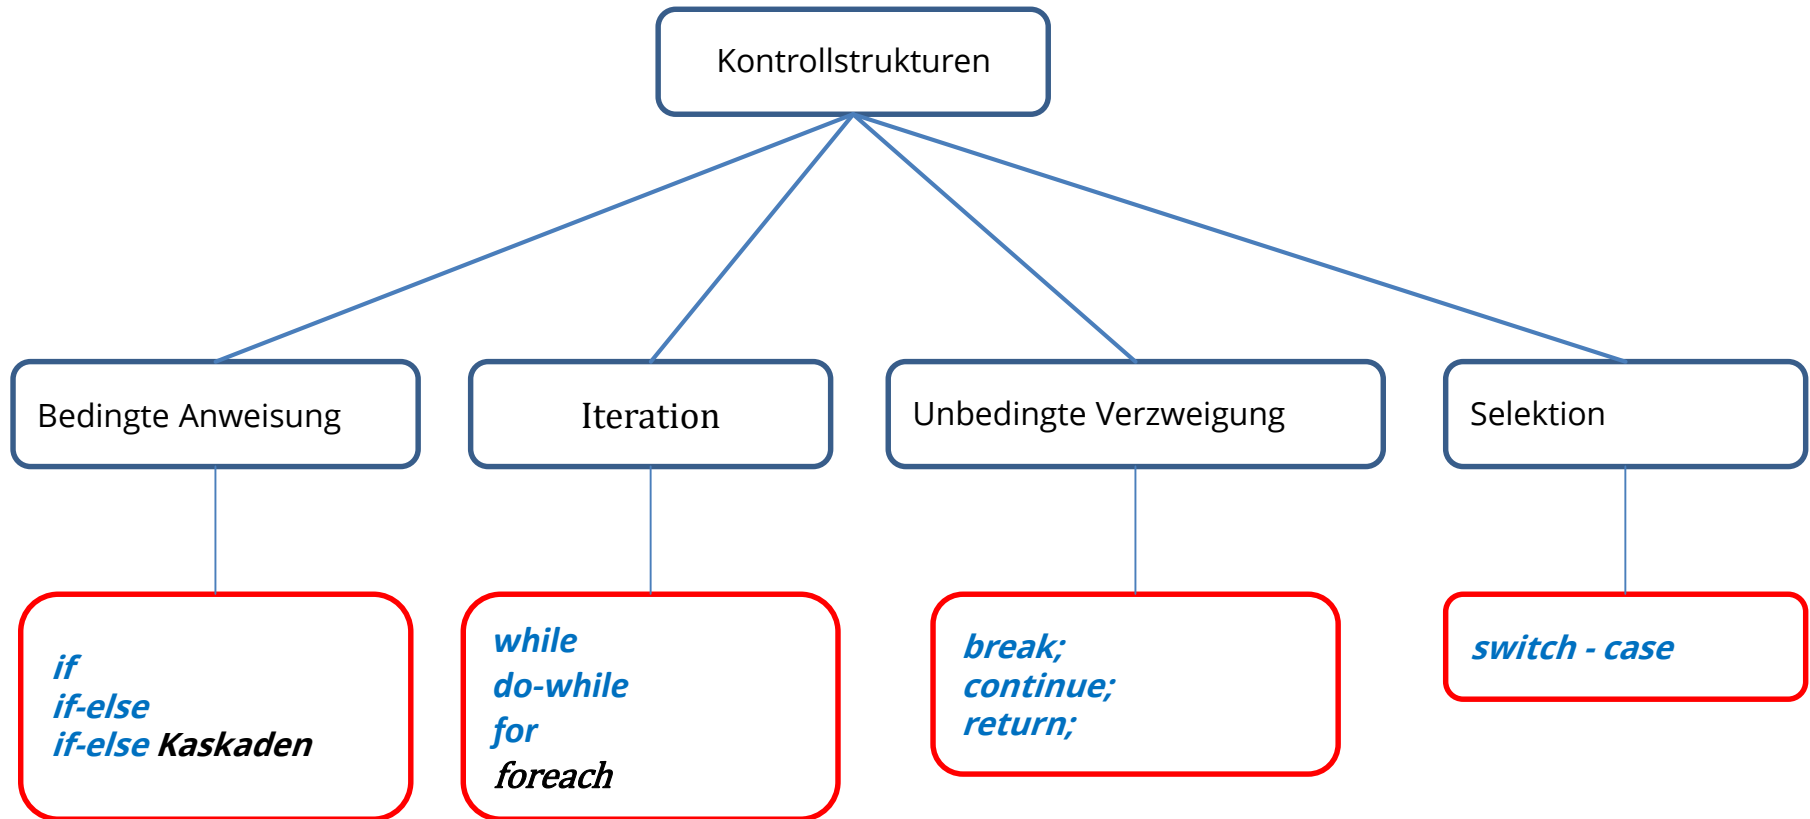 Kontrollstrukturen
Bedingte Anweisung
Iteration
Unbedingte Verzweigung
Selektion
if
if-else
if-else Kaskaden
while
do-while
for
foreach
break;
continue;
return;
switch - case